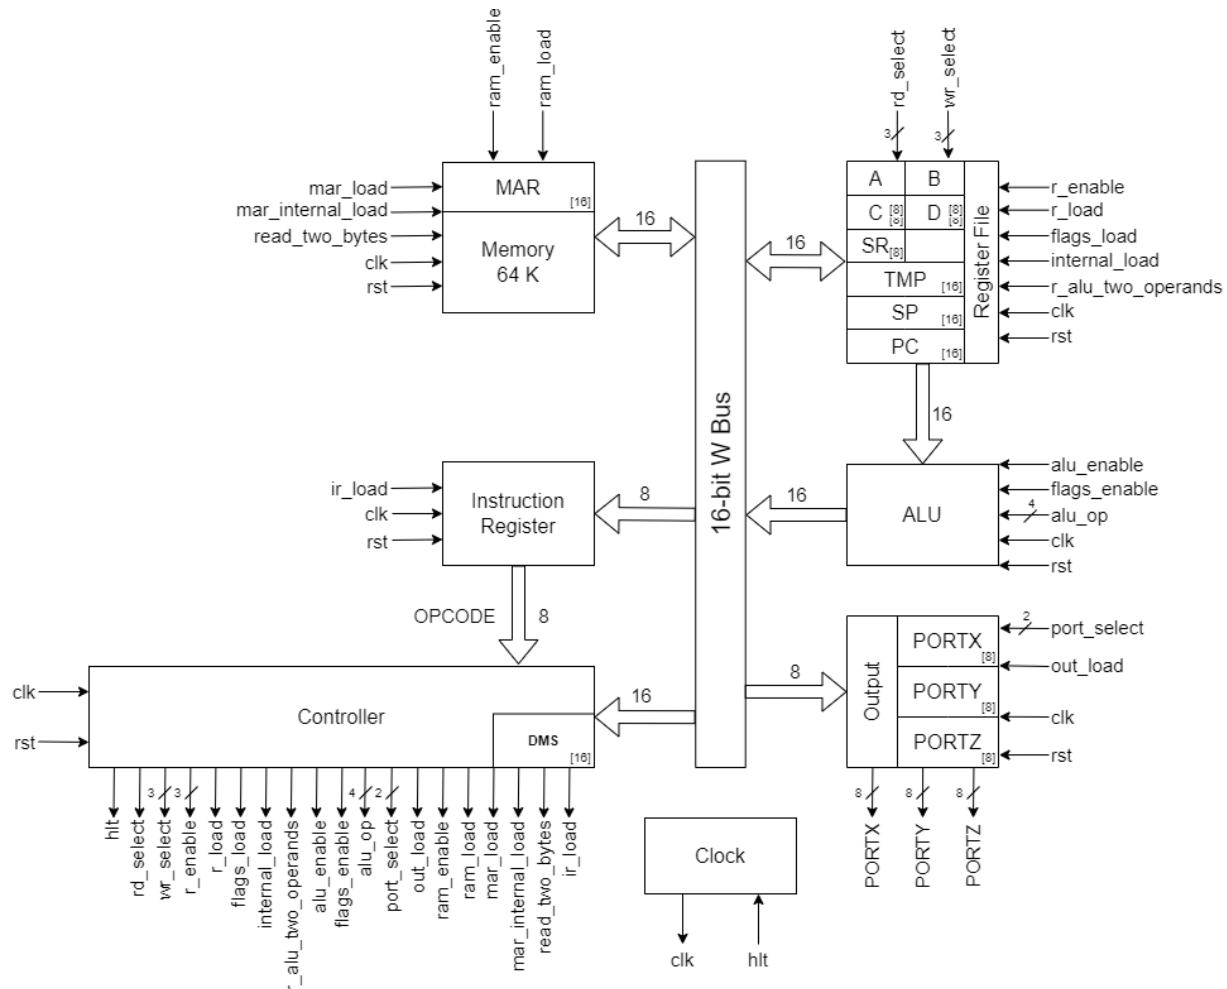 ram_enable
ram_load
rd_select
wr_select
3
3
mar_load
mar_internal_load
read_two_bytes
clk
rst
MAR
[16]
Memory
64 K
16
16-bit W Bus
16
A
B
C
[8]
[8]
D
[8]
[8]
SR
[8]
TMP
[16]
SP
[16]
PC
[16]
Register File
r_enable
r_load
flags_load
internal_load
r_alu_two_operands
clk
rst
16
ir_load
clk
rst
Instruction
Register
8
16
ALU
alu_enable
flags_enable
4
alu_op
clk
rst
OPCODE
8
clk
rst
Controller
DMS
[16]
16
8
Output
PORTX
[8]
PORTY
[8]
PORTZ
[8]
2
port_select
out_load
clk
rst
3
3
4
2
hlt
rd_select
wr_select
r_enable
r_load
flags_load
internal_load
r_alu_two_operands
alu_enable
flags_enable
alu_op
port_select
out_load
ram_enable
ram_load
mar_load
mar_internal_load
read_two_bytes
ir_load
8
8
8
PORTX
PORTY
PORTZ
Clock
clk
hlt